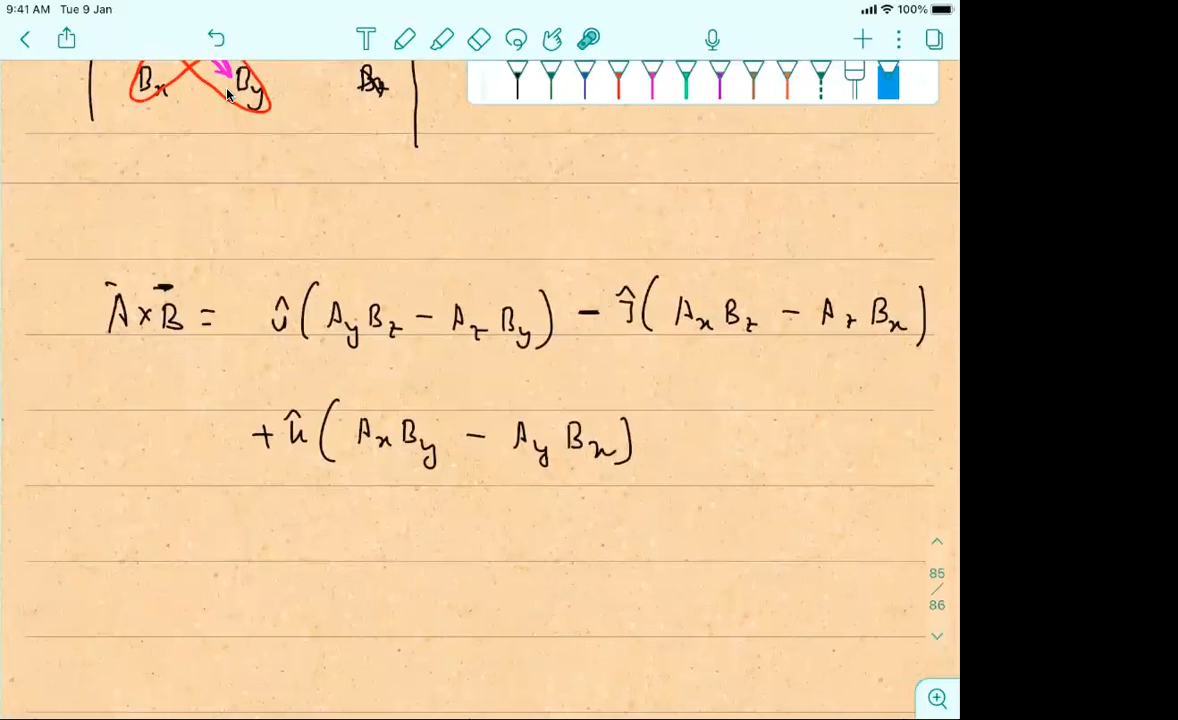 9:41 AM Tue 9 Jan 100%
T
Bx By
A × B = î ( Ay Bz − Az By ) − ĵ ( Ax Bz − Az Bx )
+ k̂ ( Ax By − Ay Bx )
85
/
86